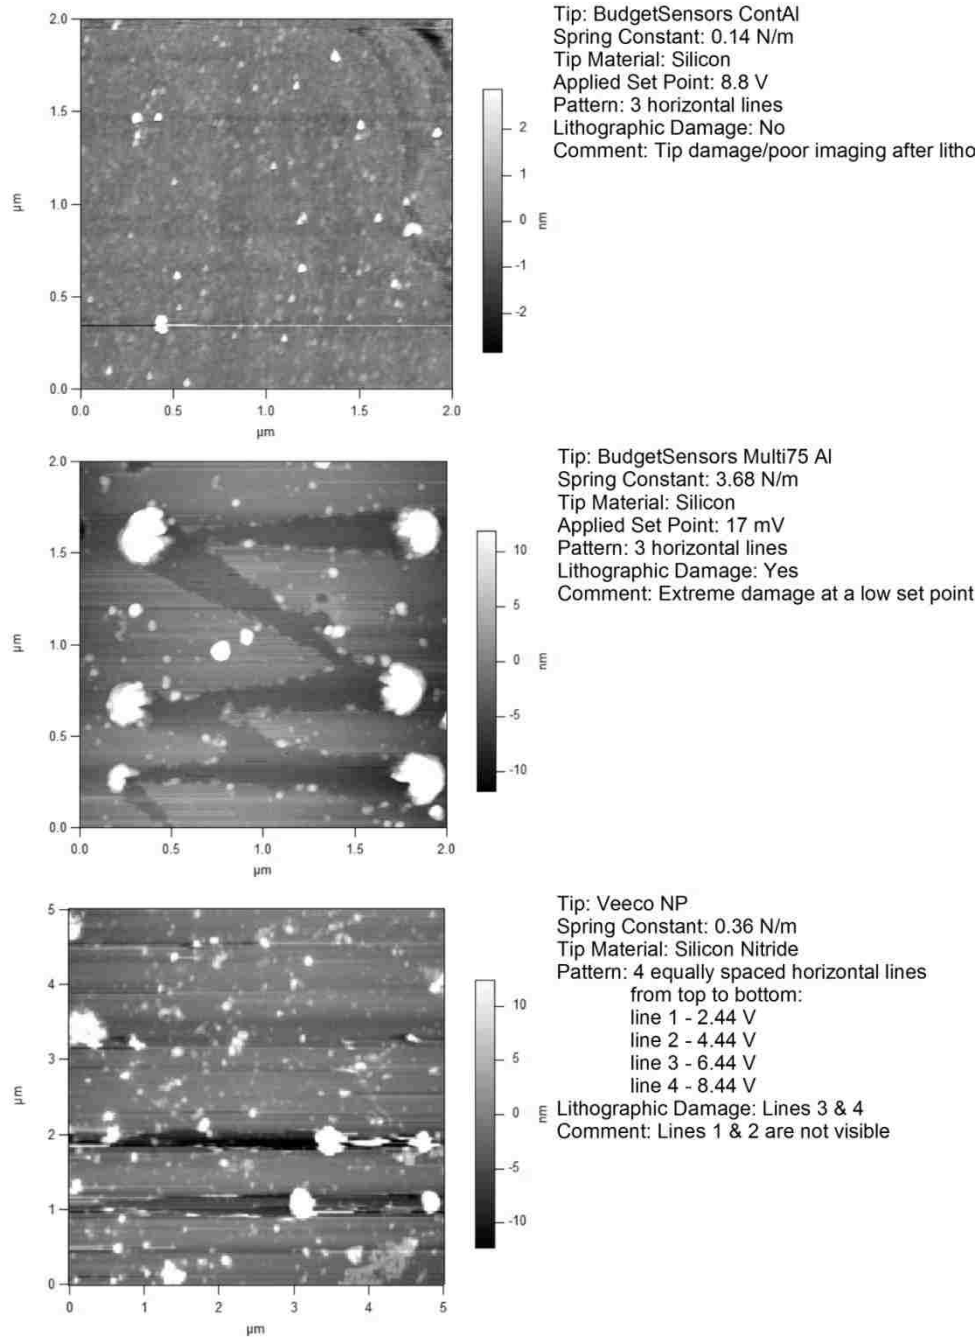 2.0
1.5
1.0
0.5
0.0
µm
0.0 0.5 1.0 1.5 2.0
µm
2
1
0
-1
-2
nm
Tip: BudgetSensors ContAl
Spring Constant: 0.14 N/m
Tip Material: Silicon
Applied Set Point: 8.8 V
Pattern: 3 horizontal lines
Lithographic Damage: No
Comment: Tip damage/poor imaging after litho
2.0
1.5
1.0
0.5
0.0
µm
0.0 0.5 1.0 1.5 2.0
µm
10
5
0
-5
-10
nm
Tip: BudgetSensors Multi75 Al
Spring Constant: 3.68 N/m
Tip Material: Silicon
Applied Set Point: 17 mV
Pattern: 3 horizontal lines
Lithographic Damage: Yes
Comment: Extreme damage at a low set point
5
4
3
2
1
0
µm
0 1 2 3 4 5
µm
10
5
0
-5
-10
nm
Tip: Veeco NP
Spring Constant: 0.36 N/m
Tip Material: Silicon Nitride
Pattern: 4 equally spaced horizontal lines
from top to bottom:
line 1 - 2.44 V
line 2 - 4.44 V
line 3 - 6.44 V
line 4 - 8.44 V
Lithographic Damage: Lines 3 & 4
Comment: Lines 1 & 2 are not visible